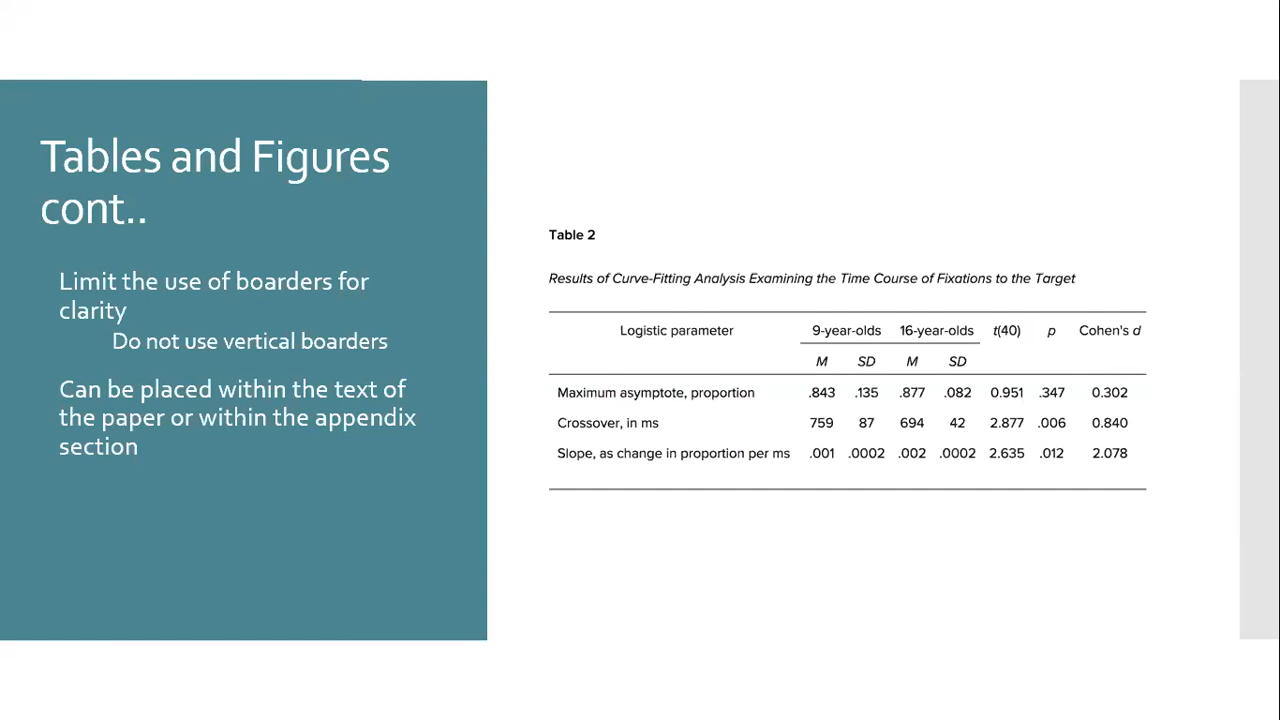 Tables and Figures
cont..
Limit the use of boarders for
clarity
Do not use vertical boarders
Can be placed within the text of
the paper or within the appendix
section
Table 2
Results of Curve-Fitting Analysis Examining the Time Course of Fixations to the Target
Logistic parameter 9-year-olds 16-year-olds t(40) p Cohen's d
M SD M SD
Maximum asymptote, proportion .843 .135 .877 .082 0.951 .347 0.302
Crossover, in ms 759 87 694 42 2.877 .006 0.840
Slope, as change in proportion per ms .001 .0002 .002 .0002 2.635 .012 2.078